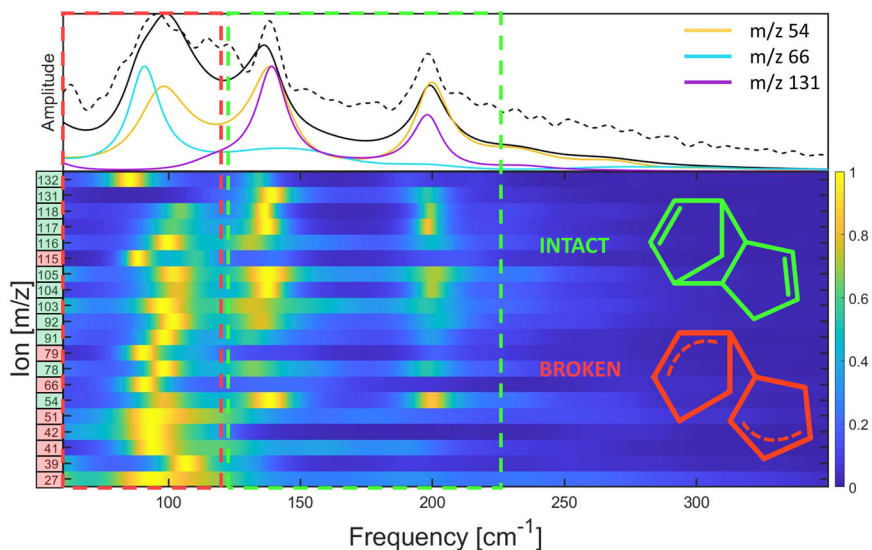 m/z 54
m/z 66
m/z 131
Amplitude
Ion [m/z]
132
131
118
117
116
115
105
104
103
92
91
79
78
66
54
51
42
41
39
27
INTACT
BROKEN
1
0.8
0.6
0.4
0.2
0
100 150 200 250 300
Frequency [cm-1]